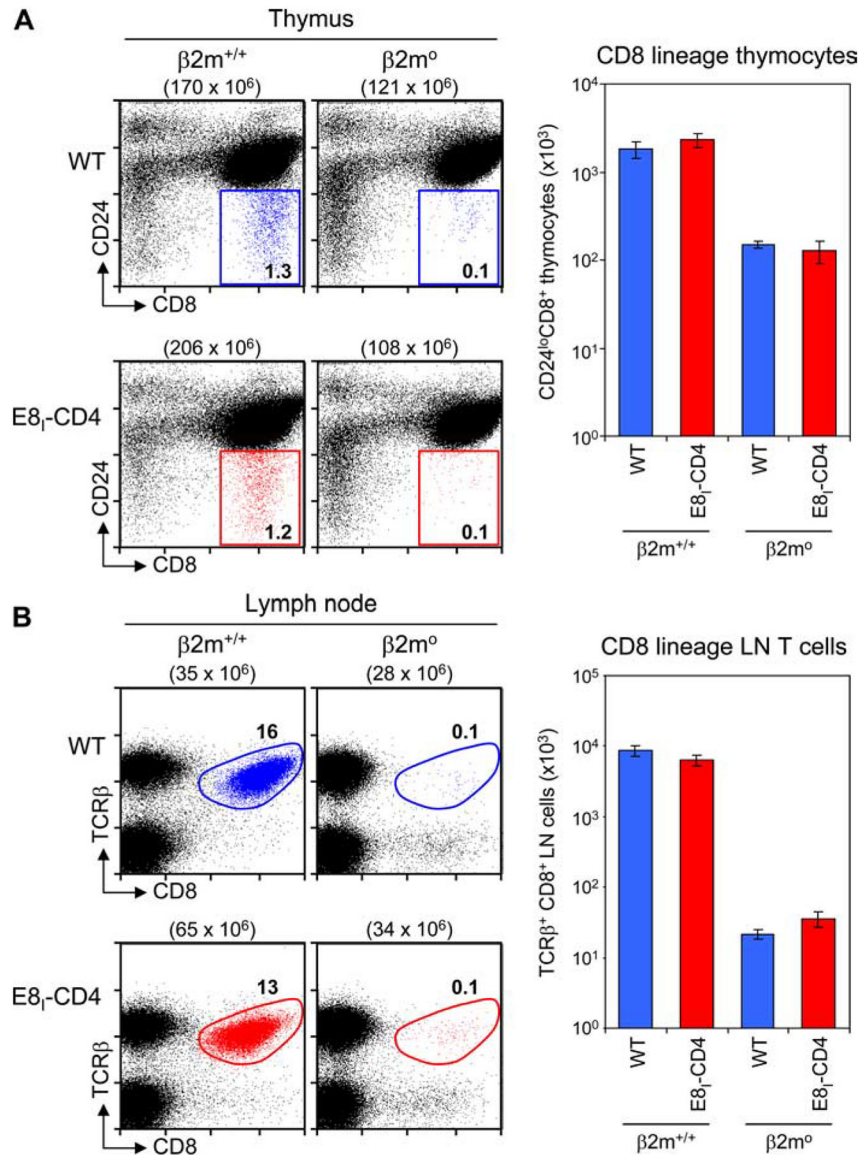 A
Thymus
β2m+/+
β2mo
(170 x 10⁶)
(121 x 10⁶)
WT
CD24
CD8
1.3
0.1
(206 x 10⁶)
(108 x 10⁶)
E8I-CD4
CD24
CD8
1.2
0.1
CD8 lineage thymocytes
CD24loCD8+ thymocytes (x10³)
10⁴
10³
10²
10¹
10⁰
WT
E8I-CD4
WT
E8I-CD4
β2m+/+
β2mo
B
Lymph node
β2m+/+
β2mo
(35 x 10⁶)
(28 x 10⁶)
WT
TCRβ
CD8
16
0.1
(65 x 10⁶)
(34 x 10⁶)
E8I-CD4
TCRβ
CD8
13
0.1
CD8 lineage LN T cells
TCRβ+ CD8+ LN cells (x10³)
10⁵
10⁴
10³
10²
10¹
10⁰
WT
E8I-CD4
WT
E8I-CD4
β2m+/+
β2mo